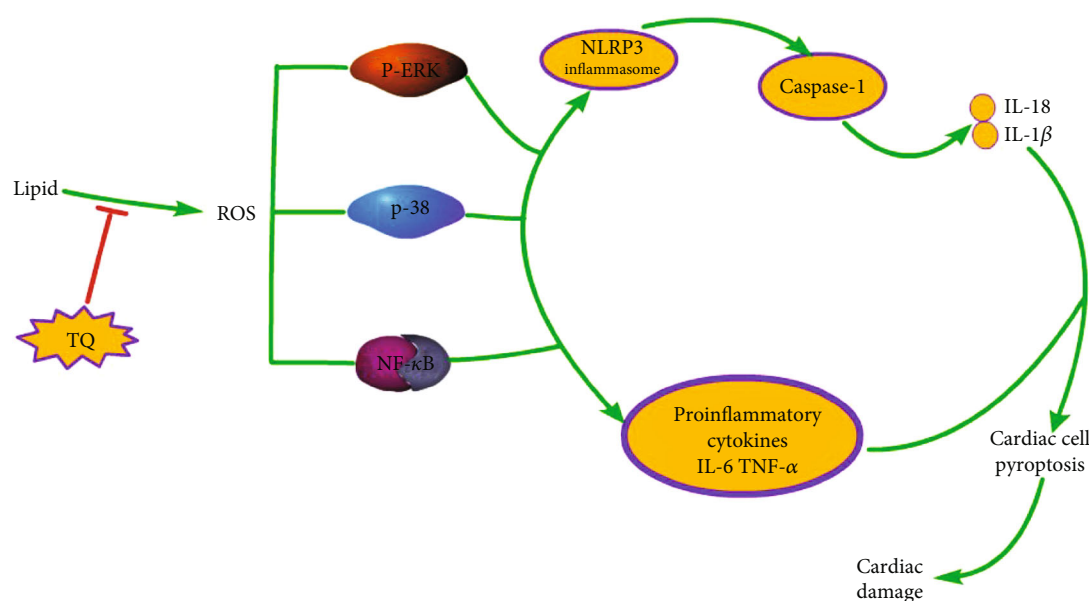 Lipid
TQ
ROS
P-ERK
p-38
NF-κB
NLRP3
inflammasome
Caspase-1
IL-18
IL-1β
Proinflammatory
cytokines
IL-6 TNF-α
Cardiac cell
pyroptosis
Cardiac
damage